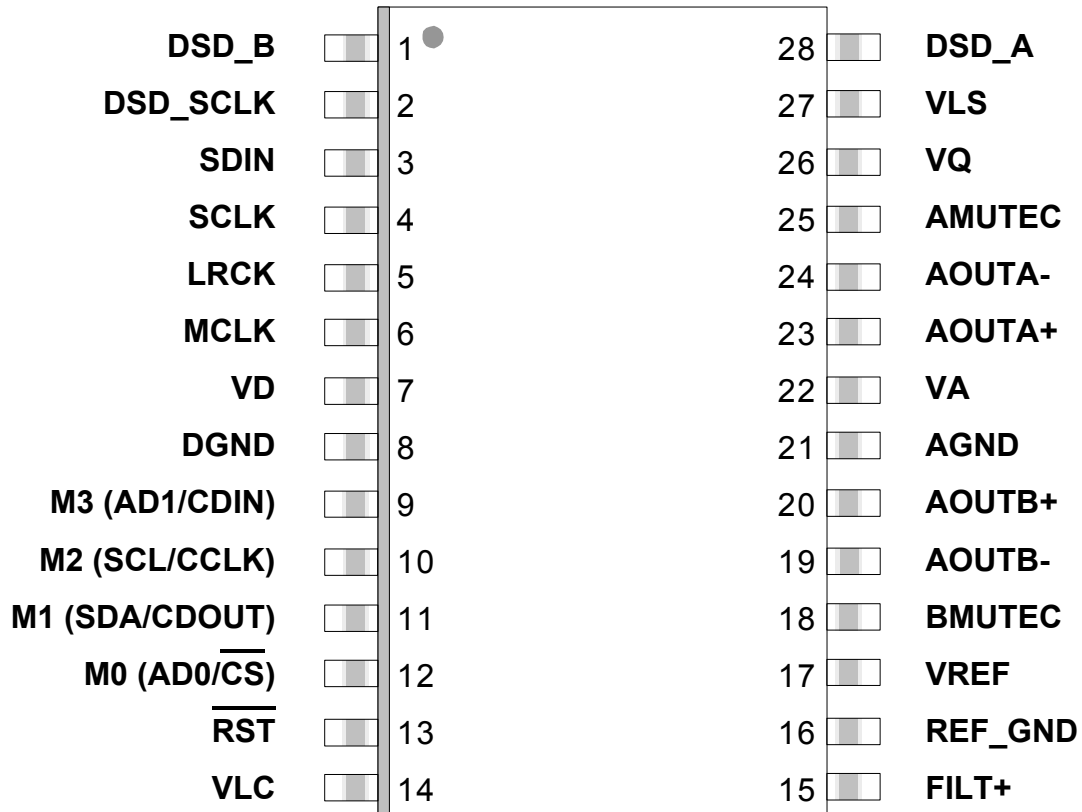 DSD_B 1 28 DSD_A
DSD_SCLK 2 27 VLS
SDIN 3 26 VQ
SCLK 4 25 AMUTEC
LRCK 5 24 AOUTA-
MCLK 6 23 AOUTA+
VD 7 22 VA
DGND 8 21 AGND
M3 (AD1/CDIN) 9 20 AOUTB+
M2 (SCL/CCLK) 10 19 AOUTB-
M1 (SDA/CDOUT) 11 18 BMUTEC
M0 (AD0/C̅S̅) 12 17 VREF
R̅S̅T̅ 13 16 REF_GND
VLC 14 15 FILT+